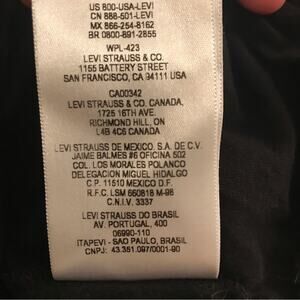 US 800-USA-LEVI
CN 888-501-LEVI
MX 866-254-8162
BR 0800-891-2855
WPL-423
LEVI STRAUSS & CO.
1155 BATTERY STREET
SAN FRANCISCO, CA 94111 USA
CA00342
LEVI STRAUSS & CO. CANADA,
1725 16TH AVE.
RICHMOND HILL, ON
L4B 4C6 CANADA
LEVI STRAUSS DE MEXICO. S.A. DE C.V.
JAIME BALMES #6 OFICINA 502
COL. LOS MORALES POLANCO
DELEGACION MIGUEL HIDALGO
C.P. 11510 MEXICO D.F.
R.F.C. LSM 660818 M-98
C.N.I.V. 3337
LEVI STRAUSS DO BRASIL
AV. PORTUGAL, 400
06990-110
ITAPEVI - SAO PAULO, BRASIL
CNPJ: 43.351.097/0001-90